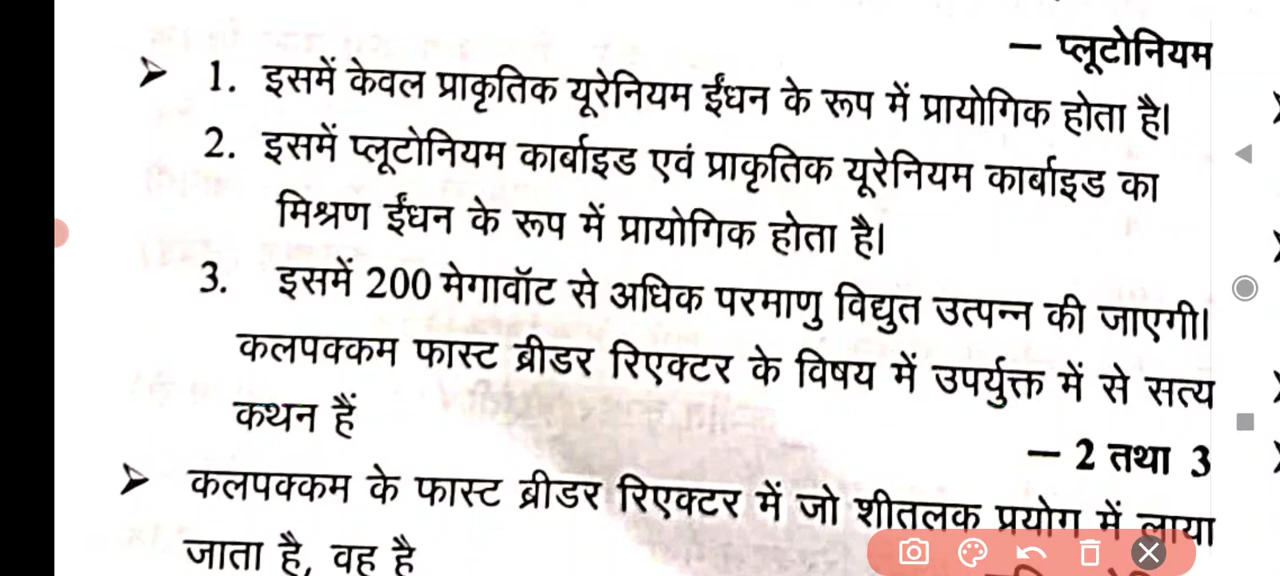 — प्लूटोनियम
➢ 1. इसमें केवल प्राकृतिक यूरेनियम ईंधन के रूप में प्रायोगिक होता है।
2. इसमें प्लूटोनियम कार्बाइड एवं प्राकृतिक यूरेनियम कार्बाइड का
मिश्रण ईंधन के रूप में प्रायोगिक होता है।
3. इसमें 200 मेगावॉट से अधिक परमाणु विद्युत उत्पन्न की जाएगी।
कलपक्कम फास्ट ब्रीडर रिएक्टर के विषय में उपर्युक्त में से सत्य
कथन हैं
— 2 तथा 3
➢ कलपक्कम के फास्ट ब्रीडर रिएक्टर में जो शीतलक प्रयोग में लाया
जाता है, वह है